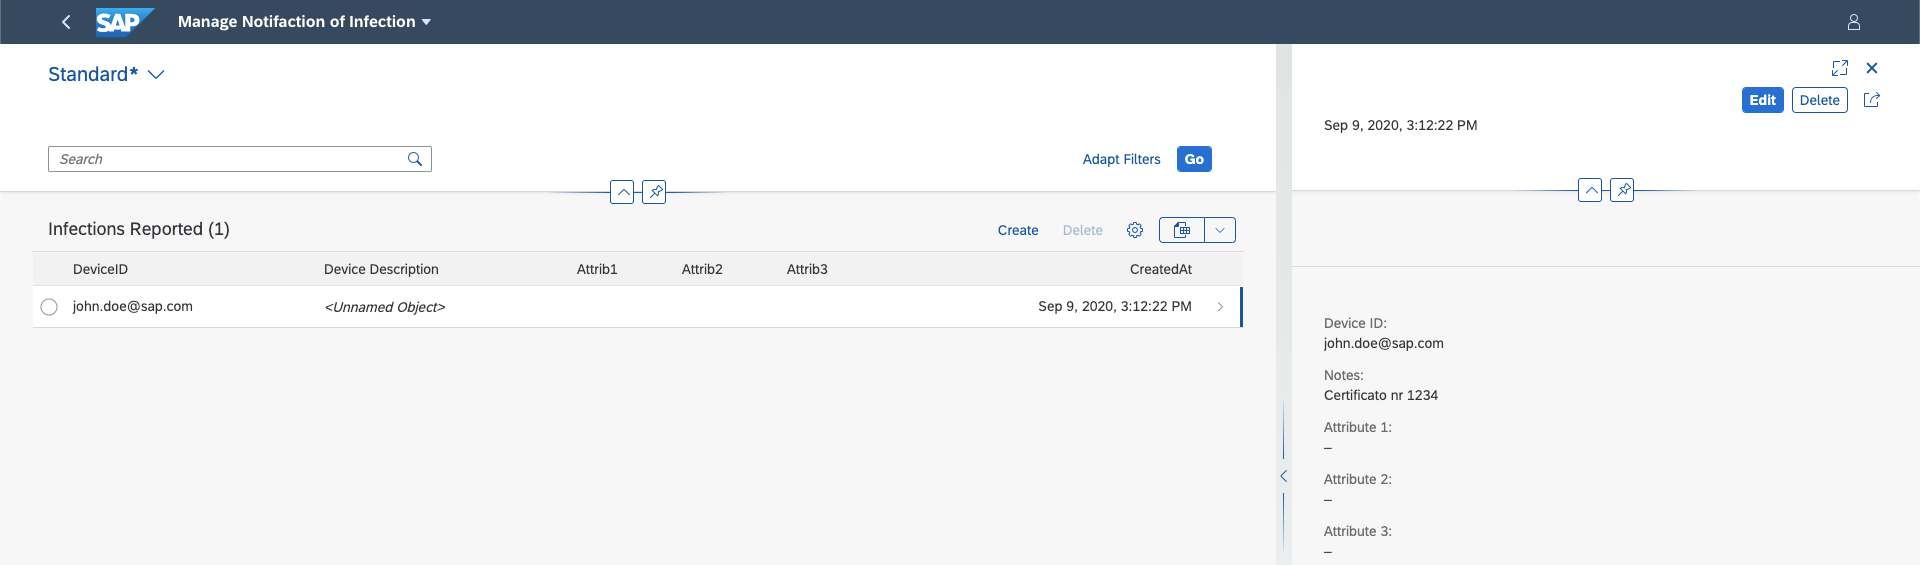 SAP Manage Notifaction of Infection
Standard*
Search
Adapt Filters Go
Infections Reported (1)
Create Delete
DeviceID Device Description Attrib1 Attrib2 Attrib3 CreatedAt
john.doe@sap.com <Unnamed Object> Sep 9, 2020, 3:12:22 PM
Edit Delete
Sep 9, 2020, 3:12:22 PM
Device ID:
john.doe@sap.com
Notes:
Certificato nr 1234
Attribute 1:
–
Attribute 2:
–
Attribute 3:
–